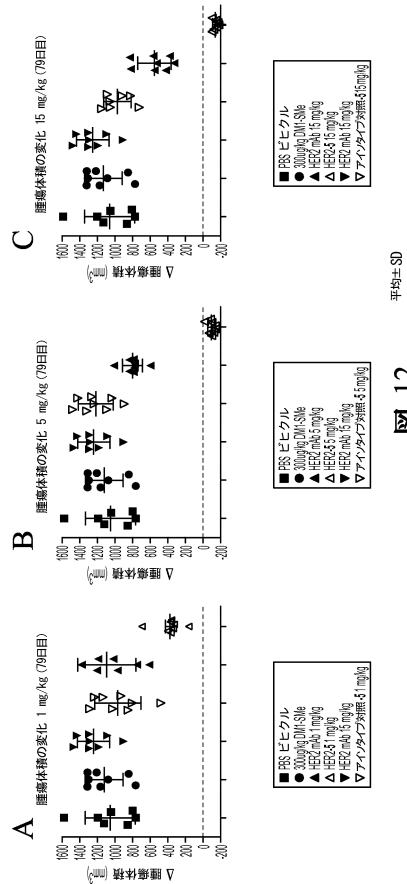 A
腫瘍体積の変化 1 mg/kg (79日目)
Δ 腫瘍体積
(mm³)
1600
1400
1200
1000
800
600
400
200
0
-200
■ PBS ビヒクル
● 300ug/kg DM1-SMe
▲ HER2 mAb 1 mg/kg
△ HER2-5 1 mg/kg
▼ HER2 mAb 15 mg/kg
▽ アイソタイプ対照-5 1 mg/kg
B
腫瘍体積の変化 5 mg/kg (79日目)
Δ 腫瘍体積
(mm³)
1600
1400
1200
1000
800
600
400
200
0
-200
■ PBS ビヒクル
● 300ug/kg DM1-SMe
▲ HER2 mAb 5 mg/kg
△ HER2-5 5 mg/kg
▼ HER2 mAb 15 mg/kg
▽ アイソタイプ対照-5 5 mg/kg
C
腫瘍体積の変化 15 mg/kg (79日目)
Δ 腫瘍体積
(mm³)
1600
1400
1200
1000
800
600
400
200
0
-200
■ PBS ビヒクル
● 300ug/kg DM1-SMe
▲ HER2 mAb 15 mg/kg
△ HER2-5 15 mg/kg
▼ HER2 mAb 15 mg/kg
▽ アイソタイプ対照-515 mg/kg
平均± SD
図 12